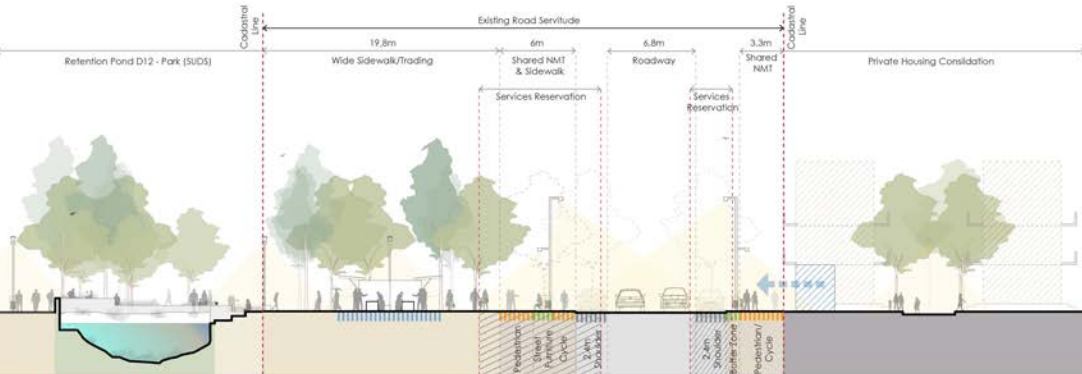 Cadastral
Line
Existing Road Servitude
Cadastral
Line
Retention Pond D12 - Park (SUDS)
19,8m
Wide Sidewalk/Trading
6m
Shared NMT
& Sidewalk
6,8m
Roadway
3,3m
Shared
NMT
Private Housing Consildation
Services Reservation
Services
Reservation
Pedestrian
Street
Furniture
Cycle
2,4m
Shoulder
2,4m
Shoulder
Buffer Zone
Pedestrian/
Cycle